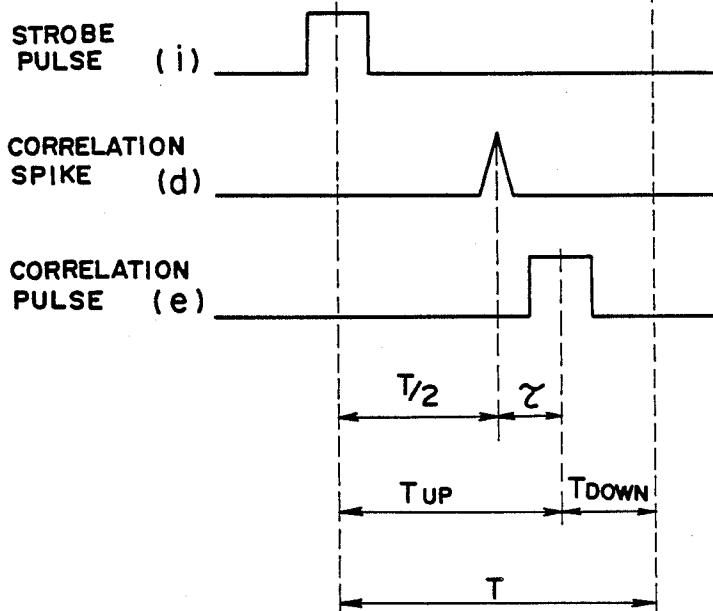 STROBE
PULSE (i)
CORRELATION
SPIKE (d)
CORRELATION
PULSE (e)
T/2 τ
TUP TDOWN
T